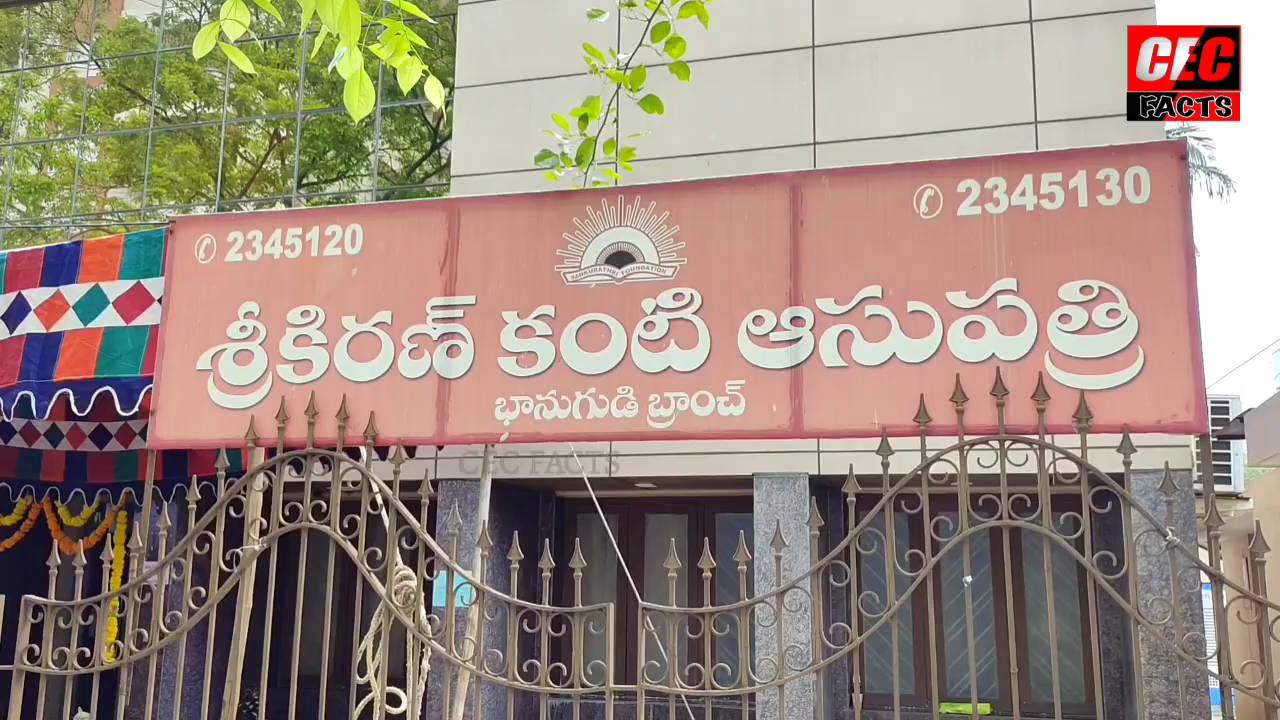 CEC
FACTS
2345120
2345130
SANKURATHRI FOUNDATION
శ్రీకిరణ్ కంటి ఆసుపత్రి
భానుగుడి బ్రాంచ్
CEC FACTS